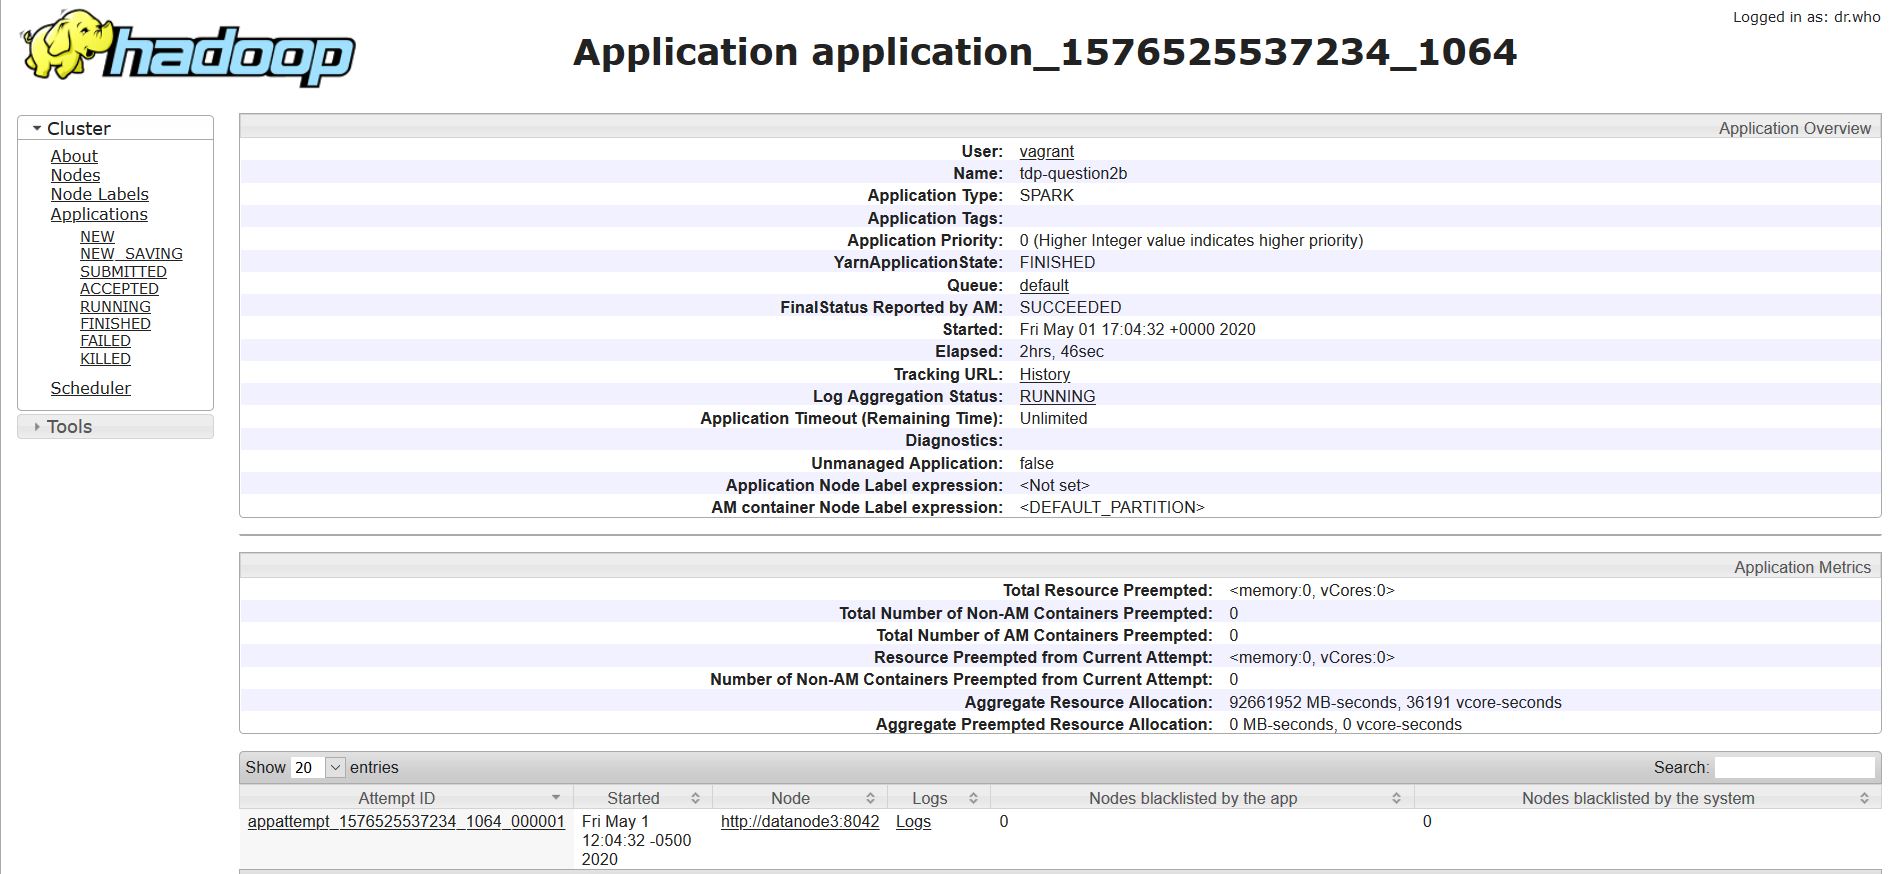 Logged in as: dr.who
hadoop
Application application_1576525537234_1064
Cluster
About
Nodes
Node Labels
Applications
NEW
NEW_SAVING
SUBMITTED
ACCEPTED
RUNNING
FINISHED
FAILED
KILLED
Scheduler
Tools
Application Overview
User: vagrant
Name: tdp-question2b
Application Type: SPARK
Application Tags:
Application Priority: 0 (Higher Integer value indicates higher priority)
YarnApplicationState: FINISHED
Queue: default
FinalStatus Reported by AM: SUCCEEDED
Started: Fri May 01 17:04:32 +0000 2020
Elapsed: 2hrs, 46sec
Tracking URL: History
Log Aggregation Status: RUNNING
Application Timeout (Remaining Time): Unlimited
Diagnostics:
Unmanaged Application: false
Application Node Label expression: <Not set>
AM container Node Label expression: <DEFAULT_PARTITION>
Application Metrics
Total Resource Preempted: <memory:0, vCores:0>
Total Number of Non-AM Containers Preempted: 0
Total Number of AM Containers Preempted: 0
Resource Preempted from Current Attempt: <memory:0, vCores:0>
Number of Non-AM Containers Preempted from Current Attempt: 0
Aggregate Resource Allocation: 92661952 MB-seconds, 36191 vcore-seconds
Aggregate Preempted Resource Allocation: 0 MB-seconds, 0 vcore-seconds
Show 20 entries Search:
Attempt ID Started Node Logs Nodes blacklisted by the app Nodes blacklisted by the system
appattempt_1576525537234_1064_000001 Fri May 1 http://datanode3:8042 Logs 0 0
12:04:32 -0500
2020